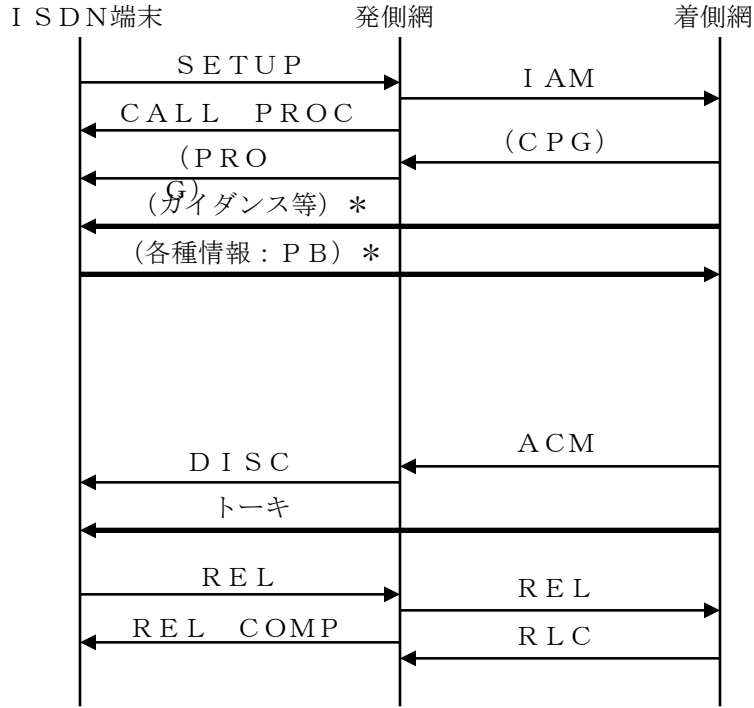 ＩＳＤＮ端末　発側網　着側網
ＳＥＴＵＰ
ＩＡＭ
ＣＡＬＬ　ＰＲＯＣ
（ＣＰＧ）
（ＰＲＯ
Ｇ）
（ガイダンス等）＊
（各種情報：ＰＢ）＊
ＡＣＭ
ＤＩＳＣ
トーキ
ＲＥＬ
ＲＥＬ
ＲＥＬ　ＣＯＭＰ
ＲＬＣ